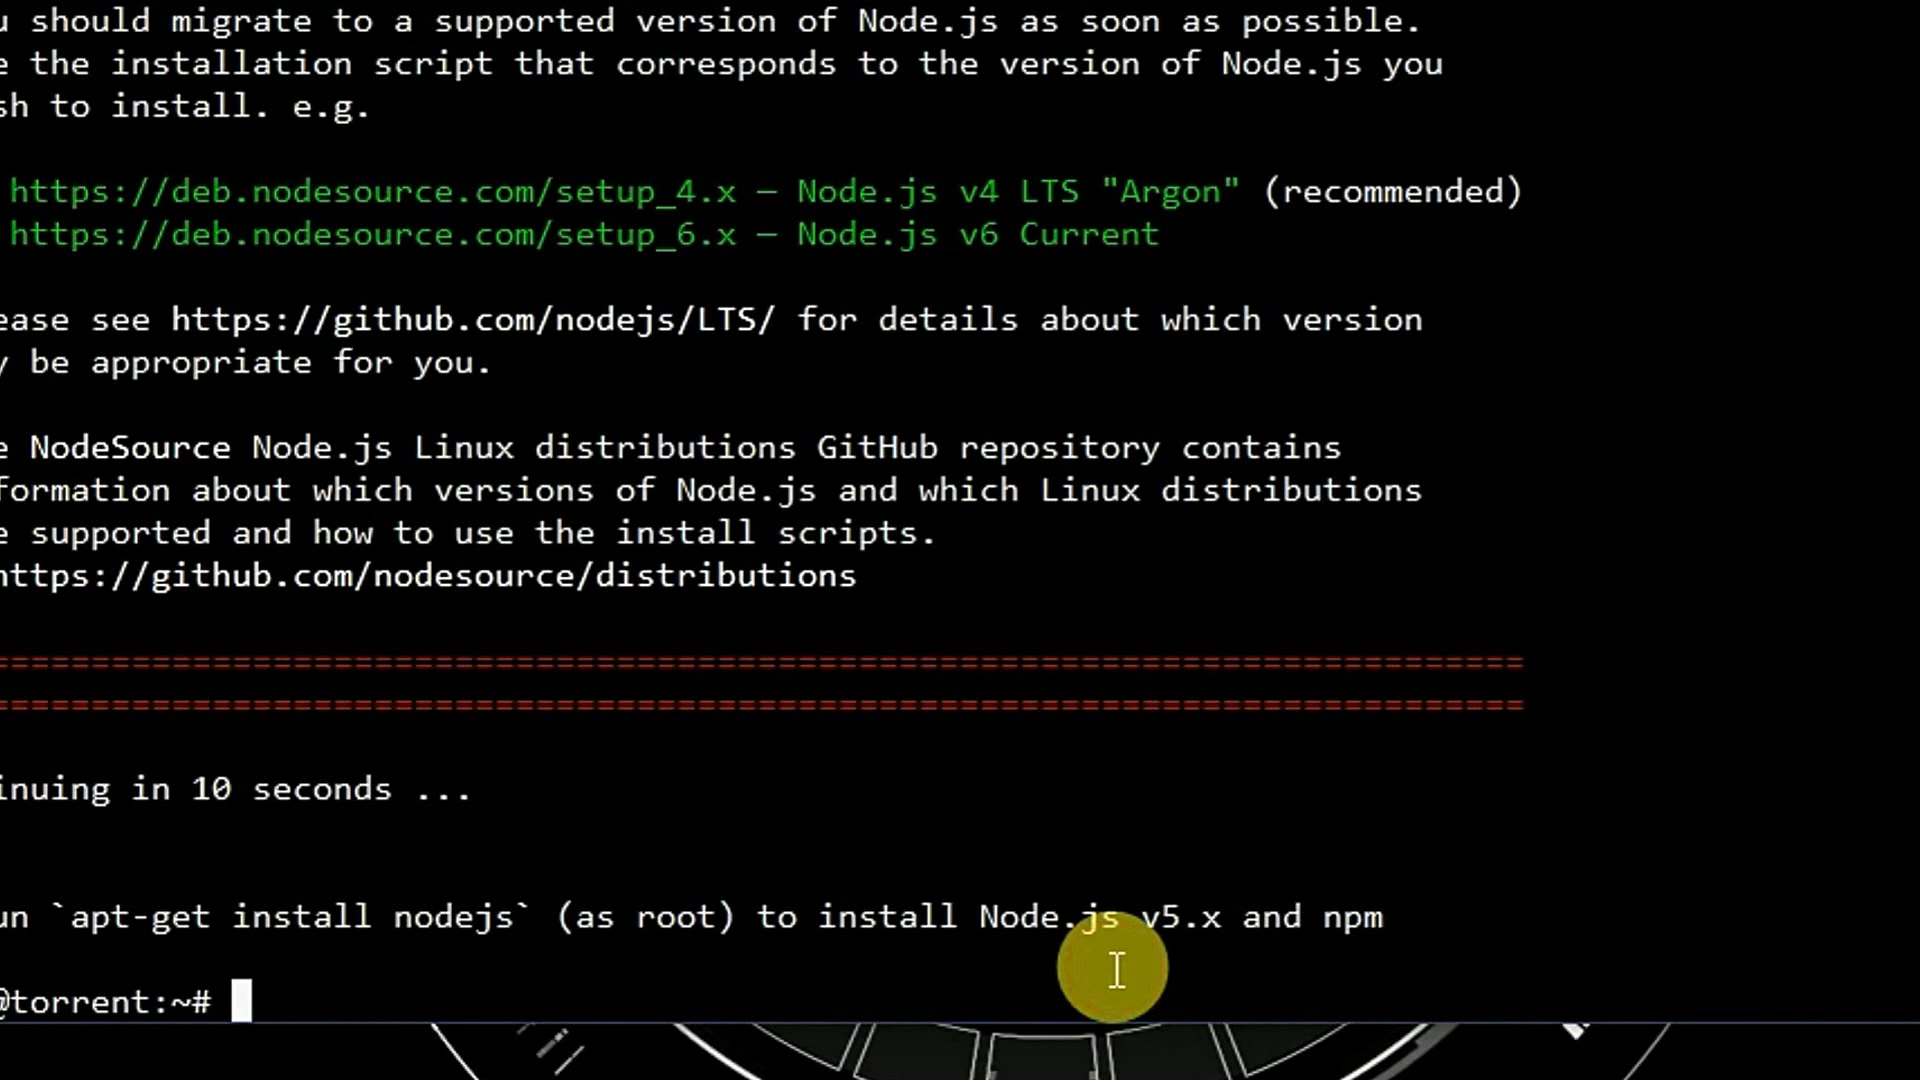 u should migrate to a supported version of Node.js as soon as possible.
e the installation script that corresponds to the version of Node.js you
sh to install. e.g.
https://deb.nodesource.com/setup_4.x — Node.js v4 LTS "Argon" (recommended)
https://deb.nodesource.com/setup_6.x — Node.js v6 Current
ease see https://github.com/nodejs/LTS/ for details about which version
y be appropriate for you.
e NodeSource Node.js Linux distributions GitHub repository contains
formation about which versions of Node.js and which Linux distributions
e supported and how to use the install scripts.
https://github.com/nodesource/distributions
============================================================================
============================================================================
inuing in 10 seconds ...
un `apt-get install nodejs` (as root) to install Node.js v5.x and npm
@torrent:~#